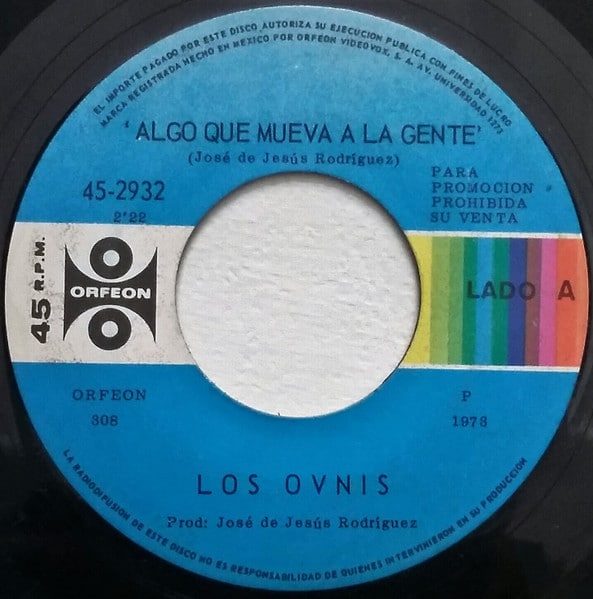 EL IMPORTE PAGADO POR ESTE DISCO AUTORIZA SU EJECUCION PUBLICA CON FINES DE LUCRO
MARCA REGISTRADA HECHO EN MEXICO POR ORFEON VIDEOVOX, S. A. AV. UNIVERSIDAD 1273
'ALGO QUE MUEVA A LA GENTE'
(José de Jesús Rodríguez)
45-2932
2'22
PARA
PROMOCION
PROHIBIDA
SU VENTA
45 R.P.M.
ORFEON
LADO A
ORFEON
308
P
1973
LOS OVNIS
Prod: José de Jesús Rodríguez
LA RADIODIFUSION DE ESTE DISCO NO ES RESPONSABILIDAD DE QUIENES INTERVINIERON EN SU PRODUCCION